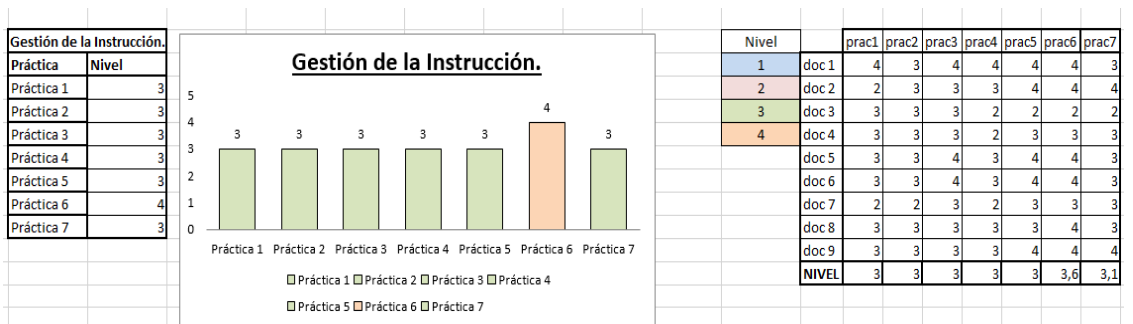 Gestión de la Instrucción.
Práctica Nivel
Práctica 1 3
Práctica 2 3
Práctica 3 3
Práctica 4 3
Práctica 5 3
Práctica 6 4
Práctica 7 3
Gestión de la Instrucción.
5
4
3
2
1
0
3 3 3 3 3 4 3
Práctica 1 Práctica 2 Práctica 3 Práctica 4 Práctica 5 Práctica 6 Práctica 7
Práctica 1 Práctica 2 Práctica 3 Práctica 4
Práctica 5 Práctica 6 Práctica 7
Nivel
1
2
3
4
prac1 prac2 prac3 prac4 prac5 prac6 prac7
doc 1 4 3 4 4 4 4 3
doc 2 2 3 3 3 4 4 4
doc 3 3 3 3 2 2 2 2
doc 4 3 3 3 2 3 3 3
doc 5 3 3 4 3 4 4 3
doc 6 3 3 4 3 4 4 3
doc 7 2 2 3 2 3 3 3
doc 8 3 3 3 3 3 4 3
doc 9 3 3 3 3 4 4 4
NIVEL 3 3 3 3 3 3,6 3,1